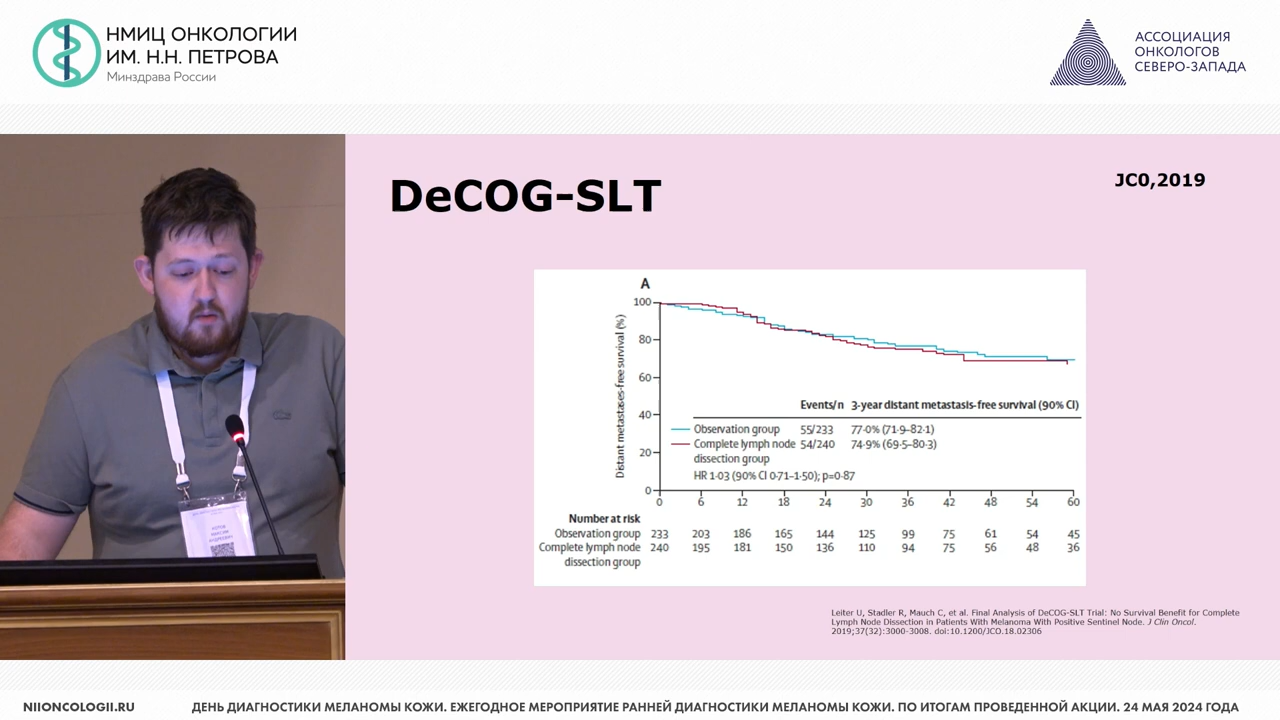 НМИЦ ОНКОЛОГИИ
ИМ. Н.Н. ПЕТРОВА
Минздрава России
АССОЦИАЦИЯ
ОНКОЛОГОВ
СЕВЕРО-ЗАПАДА
DeCOG-SLT
JC0,2019
A
Distant metastases-free survival (%)
100
80
60
40
20
0
Events/n 3-year distant metastasis-free survival (90% CI)
Observation group 55/233 77·0% (71·9–82·1)
Complete lymph node 54/240 74·9% (69·5–80·3)
dissection group
HR 1·03 (90% CI 0·71–1·50); p=0·87
0 6 12 18 24 30 36 42 48 54 60
Number at risk
Observation group 233 203 186 165 144 125 99 75 61 54 45
Complete lymph node 240 195 181 150 136 110 94 75 56 48 36
dissection group
Leiter U, Stadler R, Mauch C, et al. Final Analysis of DeCOG-SLT Trial: No Survival Benefit for Complete
Lymph Node Dissection in Patients With Melanoma With Positive Sentinel Node. J Clin Oncol.
2019;37(32):3000-3008. doi:10.1200/JCO.18.02306
NIIONCOLOGII.RU
ДЕНЬ ДИАГНОСТИКИ МЕЛАНОМЫ КОЖИ. ЕЖЕГОДНОЕ МЕРОПРИЯТИЕ РАННЕЙ ДИАГНОСТИКИ МЕЛАНОМЫ КОЖИ. ПО ИТОГАМ ПРОВЕДЕННОЙ АКЦИИ. 24 МАЯ 2024 ГОДА